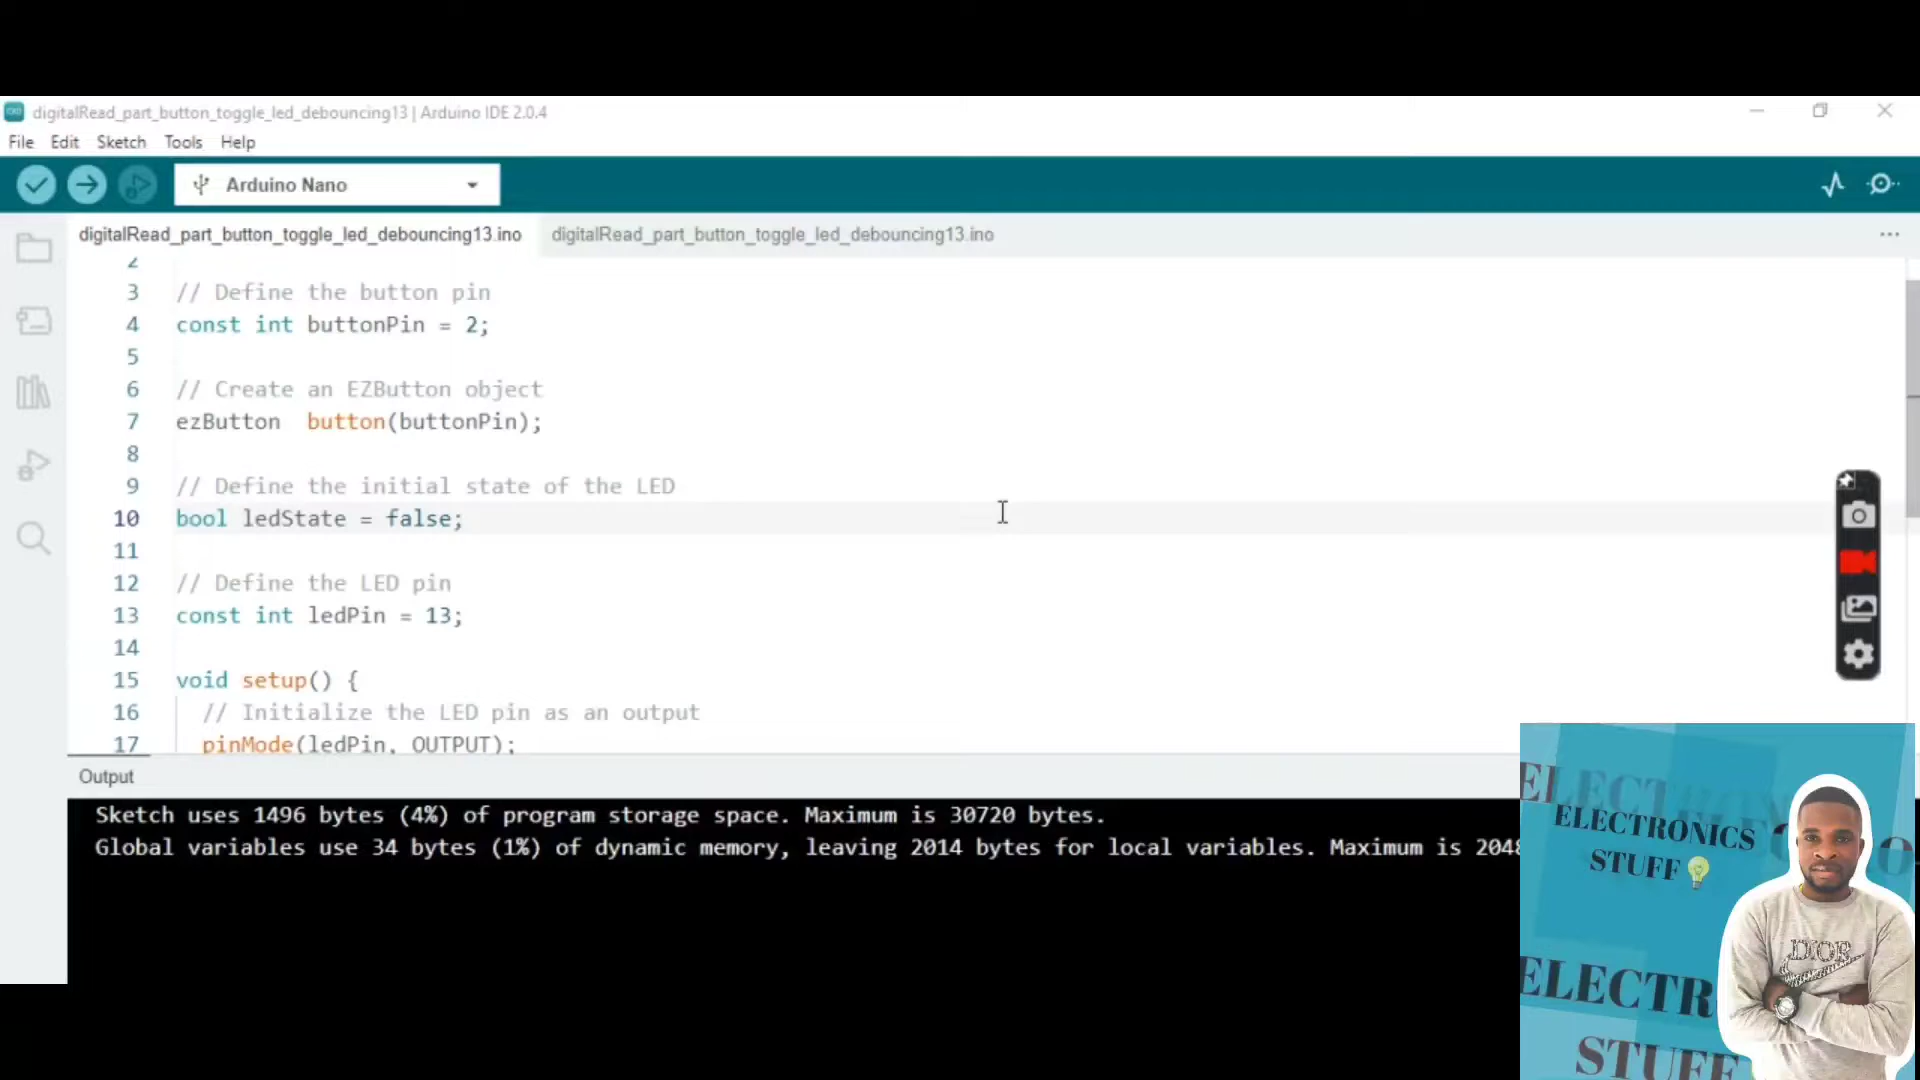 digitalRead_part_button_toggle_led_debouncing13 | Arduino IDE 2.0.4
File Edit Sketch Tools Help
Arduino Nano
digitalRead_part_button_toggle_led_debouncing13.ino digitalRead_part_button_toggle_led_debouncing13.ino
2
3 // Define the button pin
4 const int buttonPin = 2;
5
6 // Create an EZButton object
7 ezButton button(buttonPin);
8
9 // Define the initial state of the LED
10 bool ledState = false;
11
12 // Define the LED pin
13 const int ledPin = 13;
14
15 void setup() {
16 // Initialize the LED pin as an output
17 pinMode(ledPin, OUTPUT);
Output
Sketch uses 1496 bytes (4%) of program storage space. Maximum is 30720 bytes.
Global variables use 34 bytes (1%) of dynamic memory, leaving 2014 bytes for local variables. Maximum is 2048
ELECTRONICS
STUFF
DIOR
ELECTR
STUFF